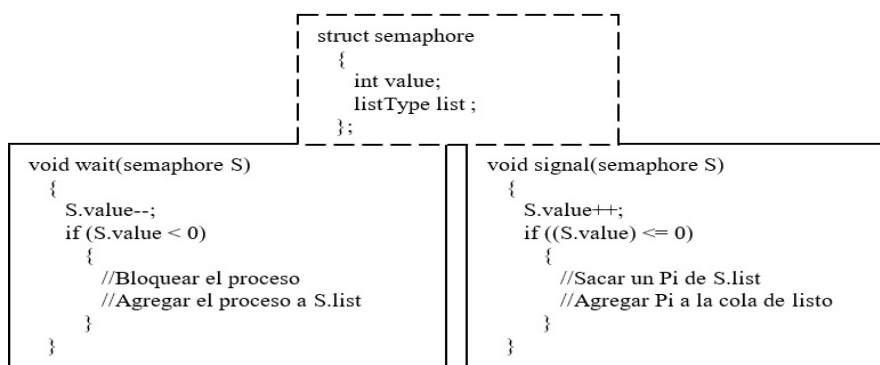 struct semaphore
{
int value;
listType list ;
};
void wait(semaphore S)
{
S.value--;
if (S.value < 0)
{
//Bloquear el proceso
//Agregar el proceso a S.list
}
}
void signal(semaphore S)
{
S.value++;
if ((S.value) <= 0)
{
//Sacar un Pi de S.list
//Agregar Pi a la cola de listo
}
}